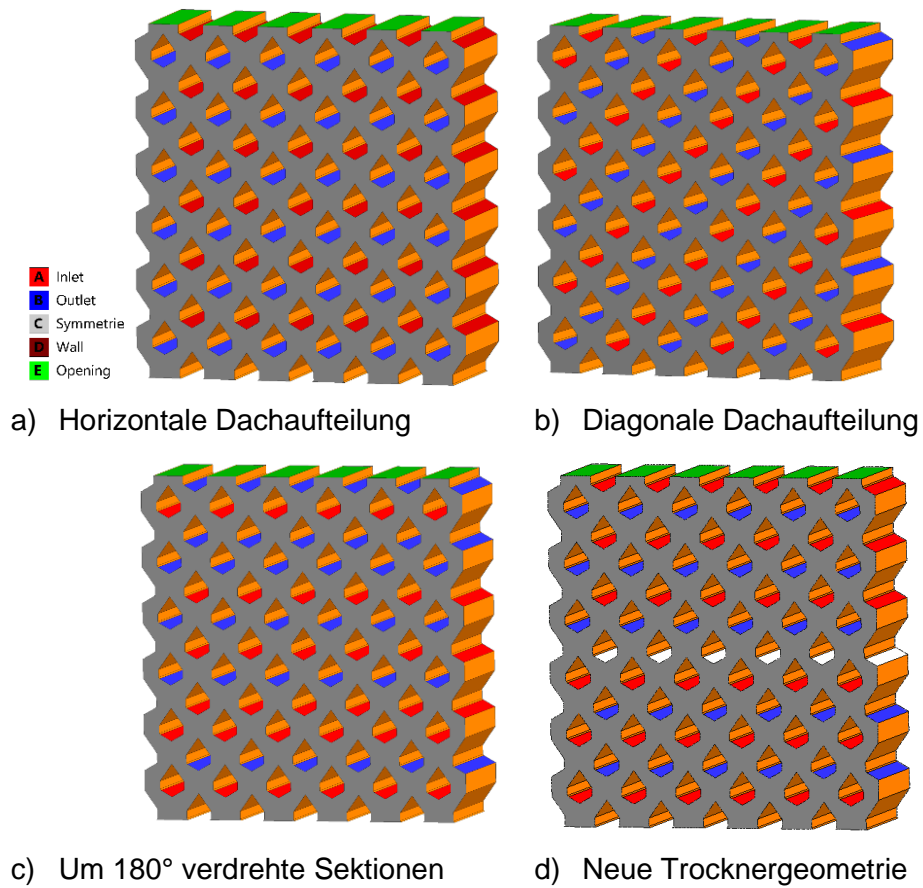 A Inlet
B Outlet
C Symmetrie
D Wall
E Opening
a) Horizontale Dachaufteilung
b) Diagonale Dachaufteilung
c) Um 180° verdrehte Sektionen
d) Neue Trocknergeometrie